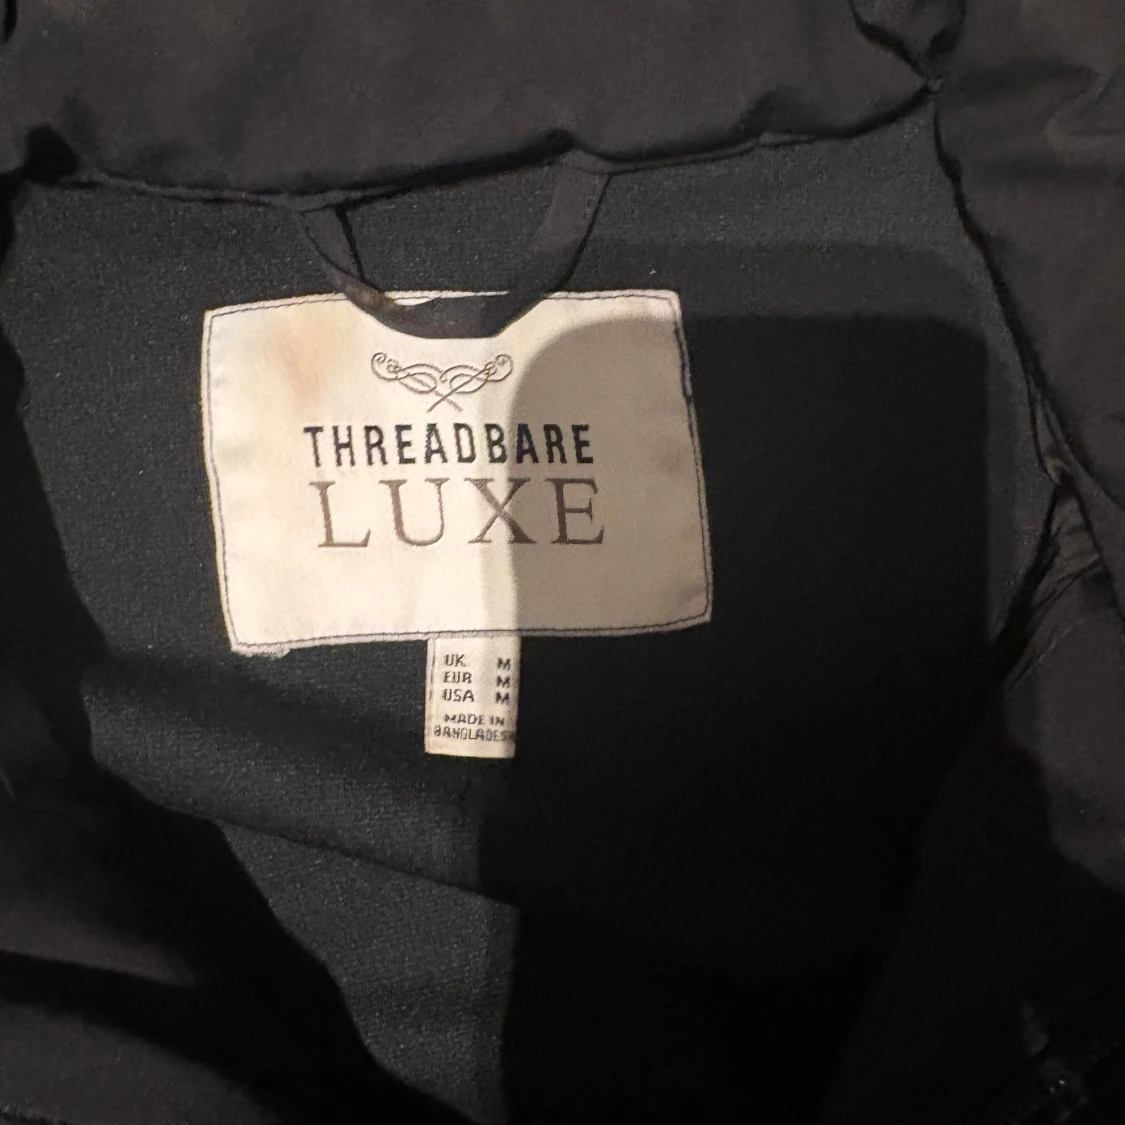 THREADBARE
LUXE
UK M
EUR M
USA M
MADE IN
BANGLADESH